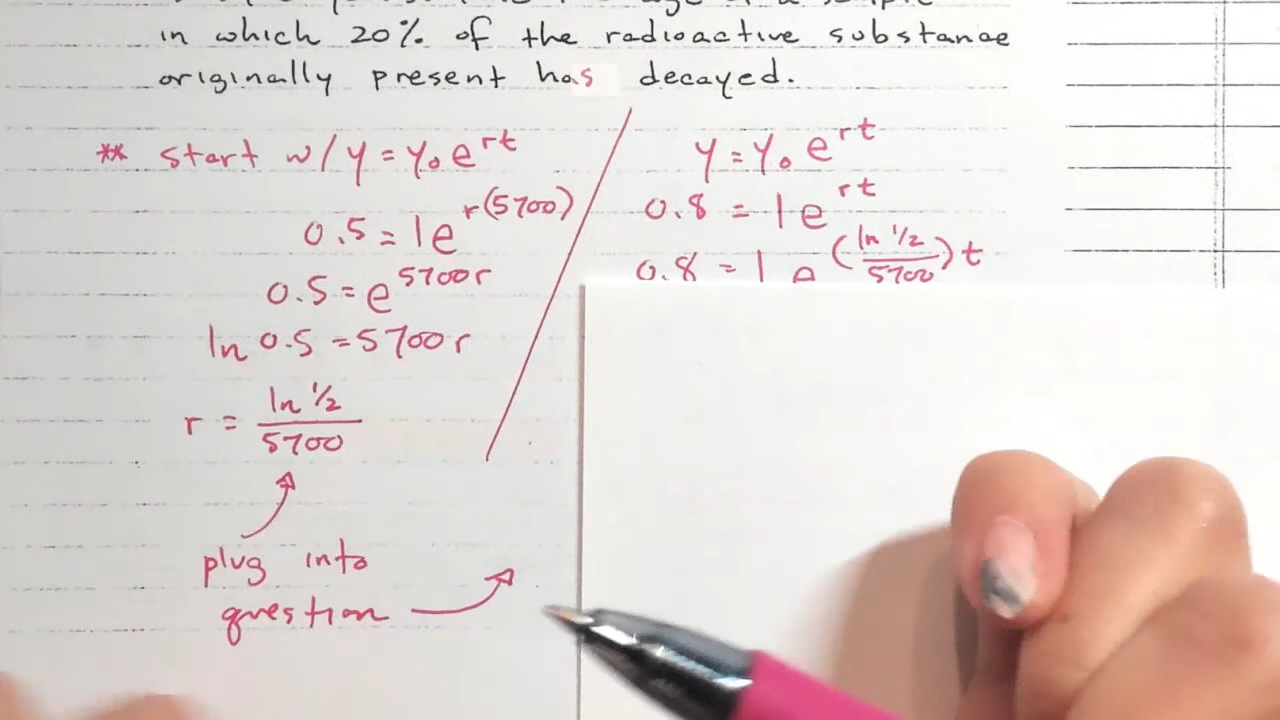 in which 20% of the radioactive substance
originally present has decayed.
** start w/ y = y₀e^rt
0.5 = 1e^r(5700)
0.5 = e^5700r
ln 0.5 = 5700r
r = ln 1/2
5700
plug into
question
y = y₀e^rt
0.8 = 1e^rt
0.8 = 1e^(ln 1/2 / 5700)t